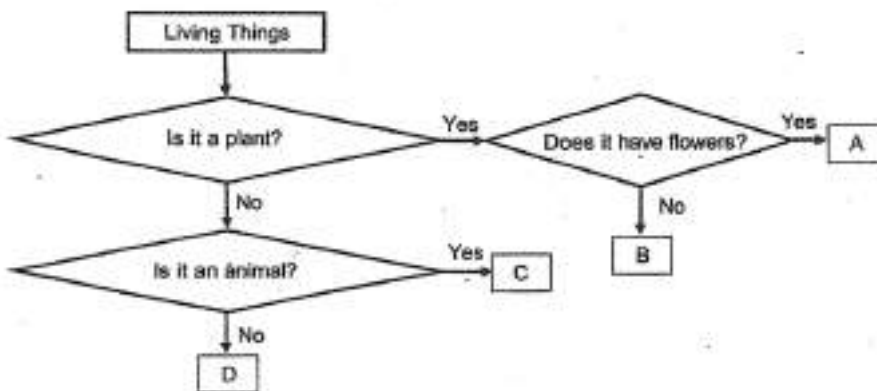 Living Things
Is it a plant?
Yes
Does it have flowers?
Yes
A
No
No
B
Is it an animal?
Yes
C
No
D